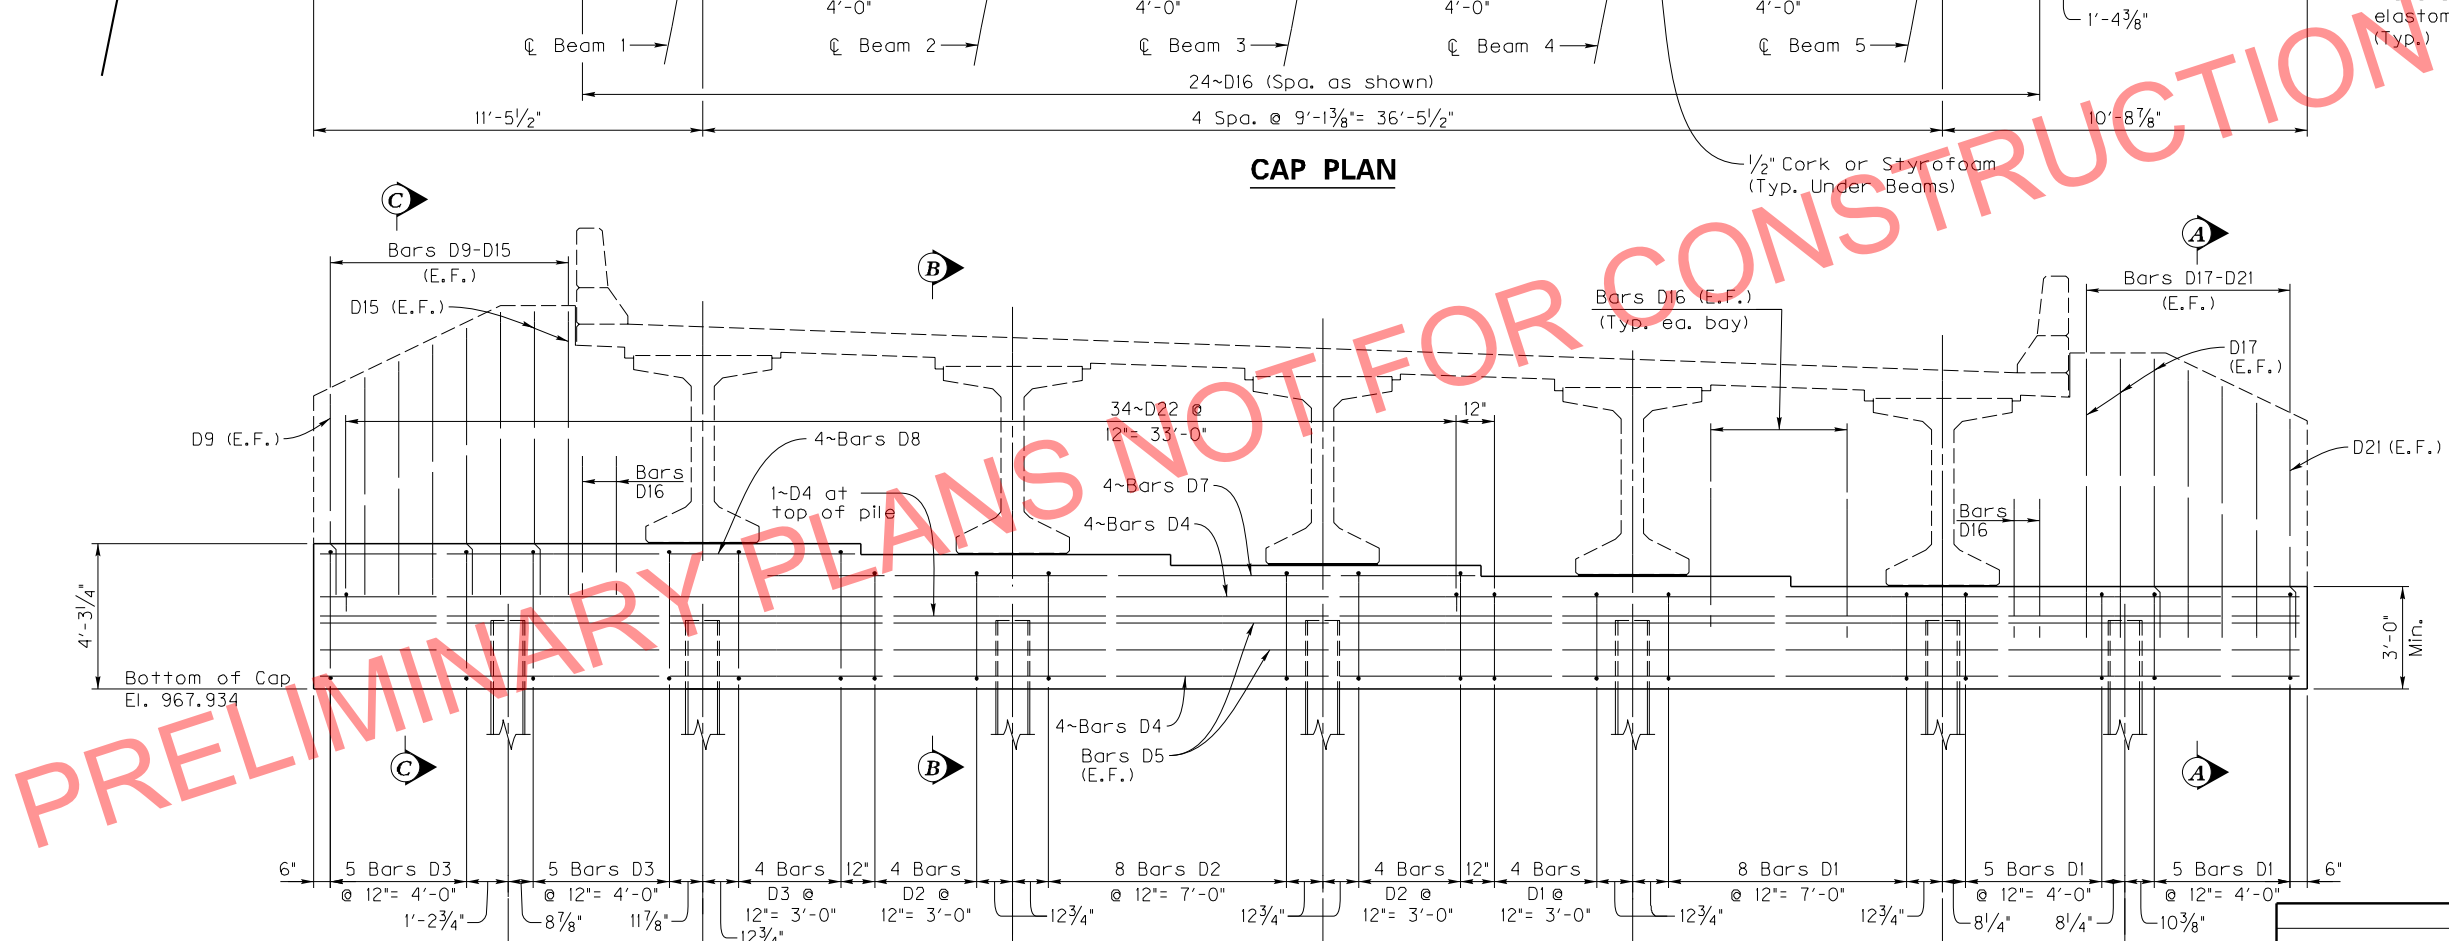 4'-0"
4'-0"
4'-0"
4'-0"
1'-4⅜"
elastom
(Typ.)
℄ Beam 1
℄ Beam 2
℄ Beam 3
℄ Beam 4
℄ Beam 5
24~D16 (Spa. as shown)
11'-5½"
4 Spa. @ 9'-1⅜"= 36'-5½"
10'-8⅞"
CAP PLAN
½" Cork or Styrofoam
(Typ. Under Beams)
C
B
A
Bars D9-D15
(E.F.)
D15 (E.F.)
Bars D16 (E.F.)
(Typ. ea. bay)
Bars D17-D21
(E.F.)
D17
(E.F.)
D9 (E.F.)
34~D22 @
12"= 33'-0"
12"
4~Bars D8
D21 (E.F.)
Bars
D16
1~D4 at
top of pile
4~Bars D7
4~Bars D4
Bars
D16
4'-3¼"
3'-0"
Min.
Bottom of Cap
El. 967.934
4~Bars D4
Bars D5
(E.F.)
C
B
A
6"
5 Bars D3
@ 12"= 4'-0"
1'-2¾"
8⅞"
5 Bars D3
@ 12"= 4'-0"
11⅞"
12¾"
4 Bars
D3 @
12"= 3'-0"
12"
4 Bars
D2 @
12"= 3'-0"
12¾"
8 Bars D2
@ 12"= 7'-0"
12¾"
4 Bars
D2 @
12"= 3'-0"
12"
4 Bars
D1 @
12"= 3'-0"
12¾"
8 Bars D1
@ 12"= 7'-0"
12¾"
8¼"
5 Bars D1
@ 12"= 4'-0"
8¼"
10⅜"
5 Bars D1
@ 12"= 4'-0"
6"
PRELIMINARY PLANS NOT FOR CONSTRUCTION